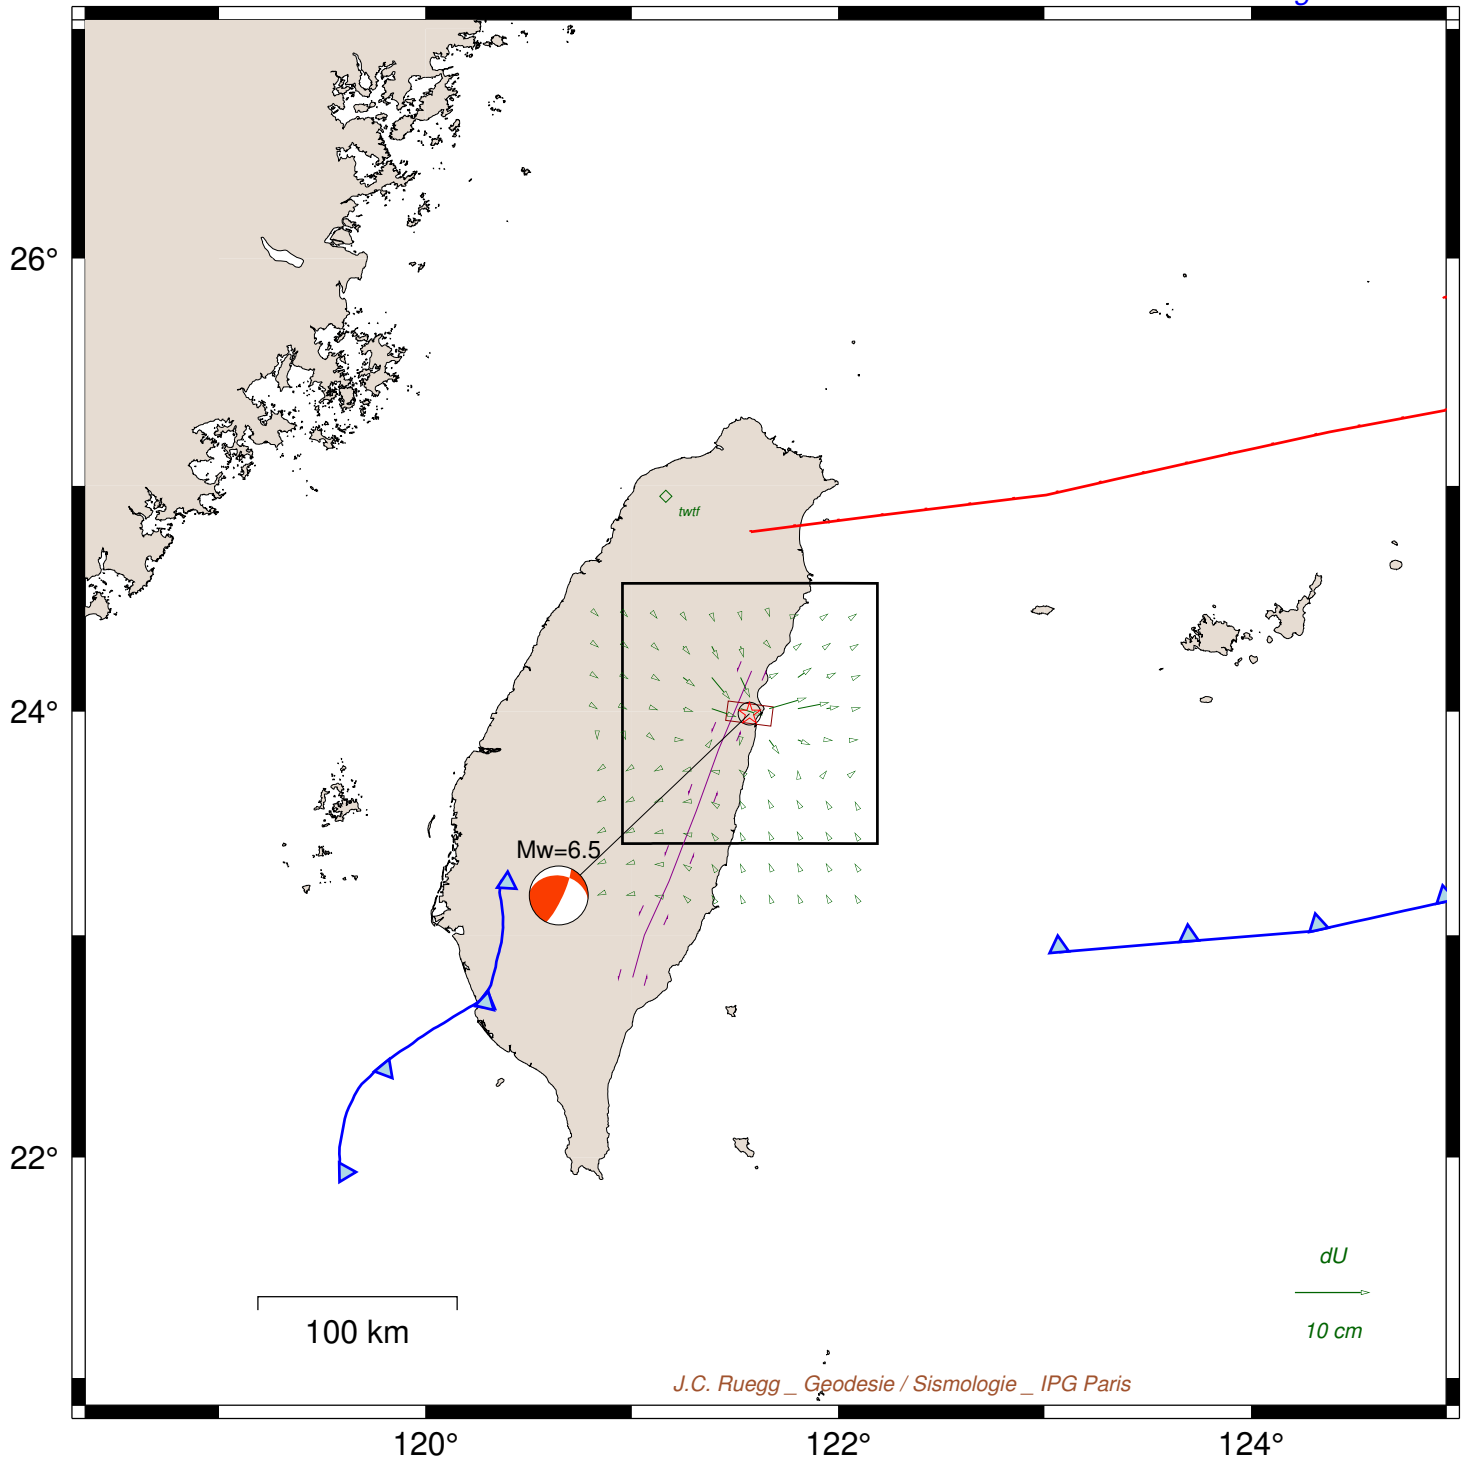 26°
twtf
24°
Mw=6.5
22°
dU
10 cm
100 km
J.C. Ruegg _ Geodesie / Sismologie _ IPG Paris
120°
122°
124°